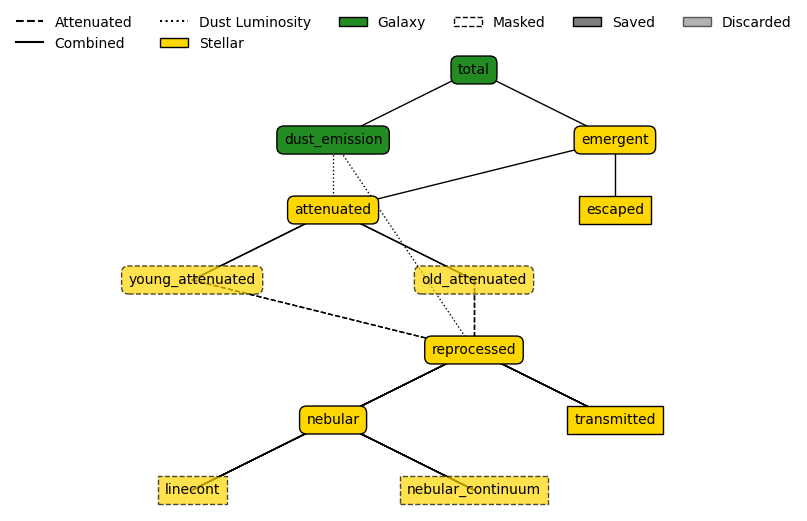 Attenuated
Dust Luminosity
Galaxy
Masked
Saved
Discarded
Combined
Stellar
total
dust_emission
emergent
attenuated
escaped
young_attenuated
old_attenuated
reprocessed
nebular
transmitted
linecont
nebular_continuum